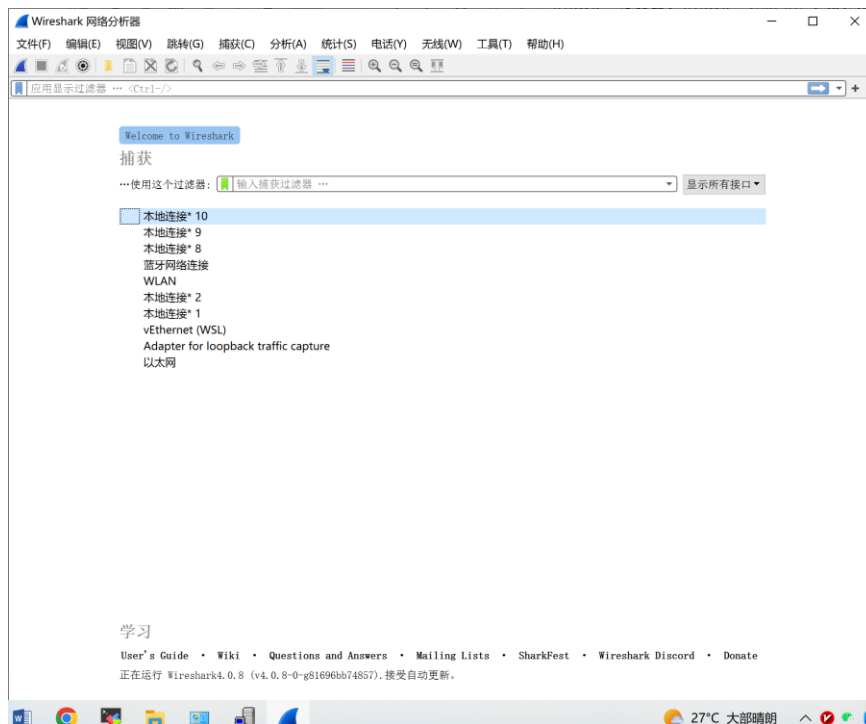 Wireshark 网络分析器
文件(F) 编辑(E) 视图(V) 跳转(G) 捕获(C) 分析(A) 统计(S) 电话(Y) 无线(W) 工具(T) 帮助(H)
应用显示过滤器 … <Ctrl-/>
Welcome to Wireshark
捕获
…使用这个过滤器: 输入捕获过滤器 … 显示所有接口
本地连接* 10
本地连接* 9
本地连接* 8
蓝牙网络连接
WLAN
本地连接* 2
本地连接* 1
vEthernet (WSL)
Adapter for loopback traffic capture
以太网
学习
User's Guide · Wiki · Questions and Answers · Mailing Lists · SharkFest · Wireshark Discord · Donate
正在运行 Wireshark4.0.8 (v4.0.8-0-g81696bb74857).接受自动更新。
27°C 大部晴朗